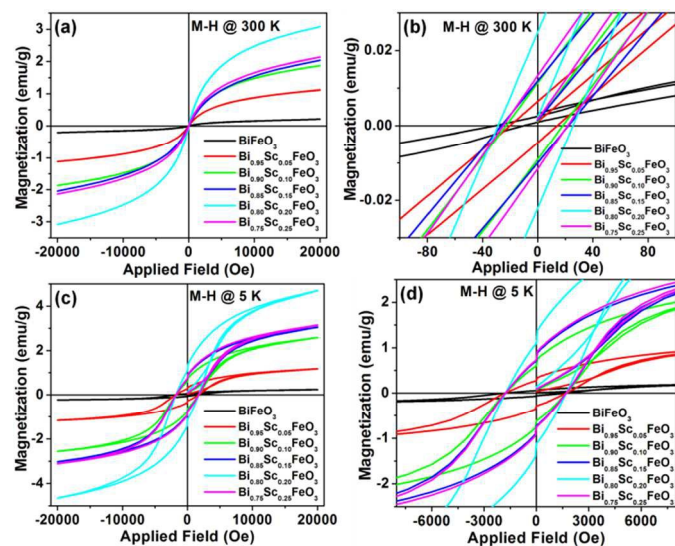 (a)
M-H @ 300 K
Magnetization (emu/g)
3
2
1
0
-1
-2
-3
BiFeO3
Bi0.95Sc0.05FeO3
Bi0.90Sc0.10FeO3
Bi0.85Sc0.15FeO3
Bi0.80Sc0.20FeO3
Bi0.75Sc0.25FeO3
-20000 -10000 0 10000 20000
Applied Field (Oe)
(b)
M-H @ 300 K
Magnetization (emu/g)
0.02
0.00
-0.02
BiFeO3
Bi0.95Sc0.05FeO3
Bi0.90Sc0.10FeO3
Bi0.85Sc0.15FeO3
Bi0.80Sc0.20FeO3
Bi0.75Sc0.25FeO3
-80 -40 0 40 80
Applied Field (Oe)
(c)
M-H @ 5 K
Magnetization (emu/g)
4
2
0
-2
-4
BiFeO3
Bi0.95Sc0.05FeO3
Bi0.90Sc0.10FeO3
Bi0.85Sc0.15FeO3
Bi0.80Sc0.20FeO3
Bi0.75Sc0.25FeO3
-20000 -10000 0 10000 20000
Applied Field (Oe)
(d)
M-H @ 5 K
Magnetization (emu/g)
2
1
0
-1
-2
BiFeO3
Bi0.95Sc0.05FeO3
Bi0.90Sc0.10FeO3
Bi0.85Sc0.15FeO3
Bi0.80Sc0.20FeO3
Bi0.75Sc0.25FeO3
-6000 -3000 0 3000 6000
Applied Field (Oe)